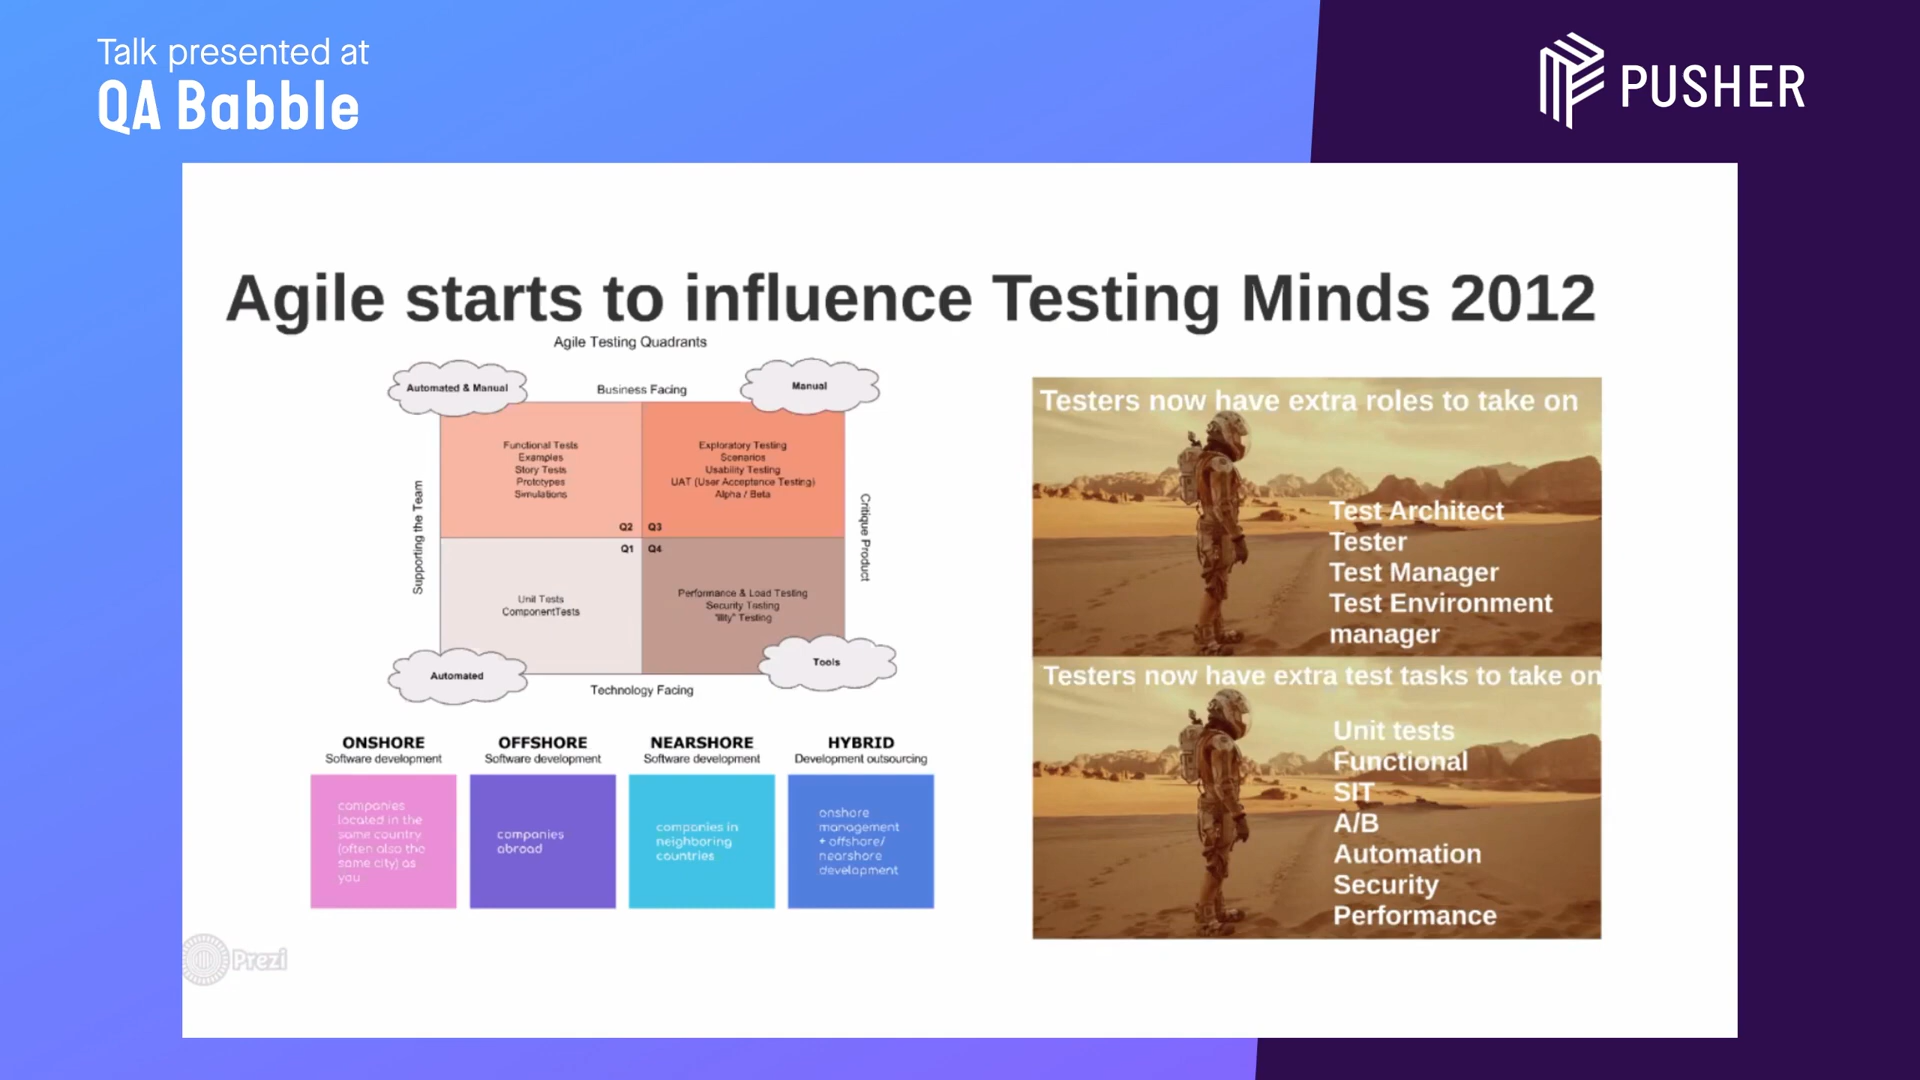 Talk presented at
QA Babble
PUSHER
Agile starts to influence Testing Minds 2012
Agile Testing Quadrants
Automated & Manual
Business Facing
Manual
Supporting the Team
Functional Tests
Examples
Story Tests
Prototypes
Simulations
Q2
Exploratory Testing
Scenarios
Usability Testing
UAT (User Acceptance Testing)
Alpha / Beta
Q3
Critique Product
Q1
Unit Tests
ComponentTests
Q4
Performance & Load Testing
Security Testing
"ility" Testing
Automated
Technology Facing
Tools
ONSHORE
Software development
companies
located in the
same country
(often also the
same city) as
you
OFFSHORE
Software development
companies
abroad
NEARSHORE
Software development
companies in
neighboring
countries
HYBRID
Development outsourcing
onshore
management
+ offshore/
nearshore
development
Testers now have extra roles to take on
Test Architect
Tester
Test Manager
Test Environment
manager
Testers now have extra test tasks to take on
Unit tests
Functional
SIT
A/B
Automation
Security
Performance
Prezi